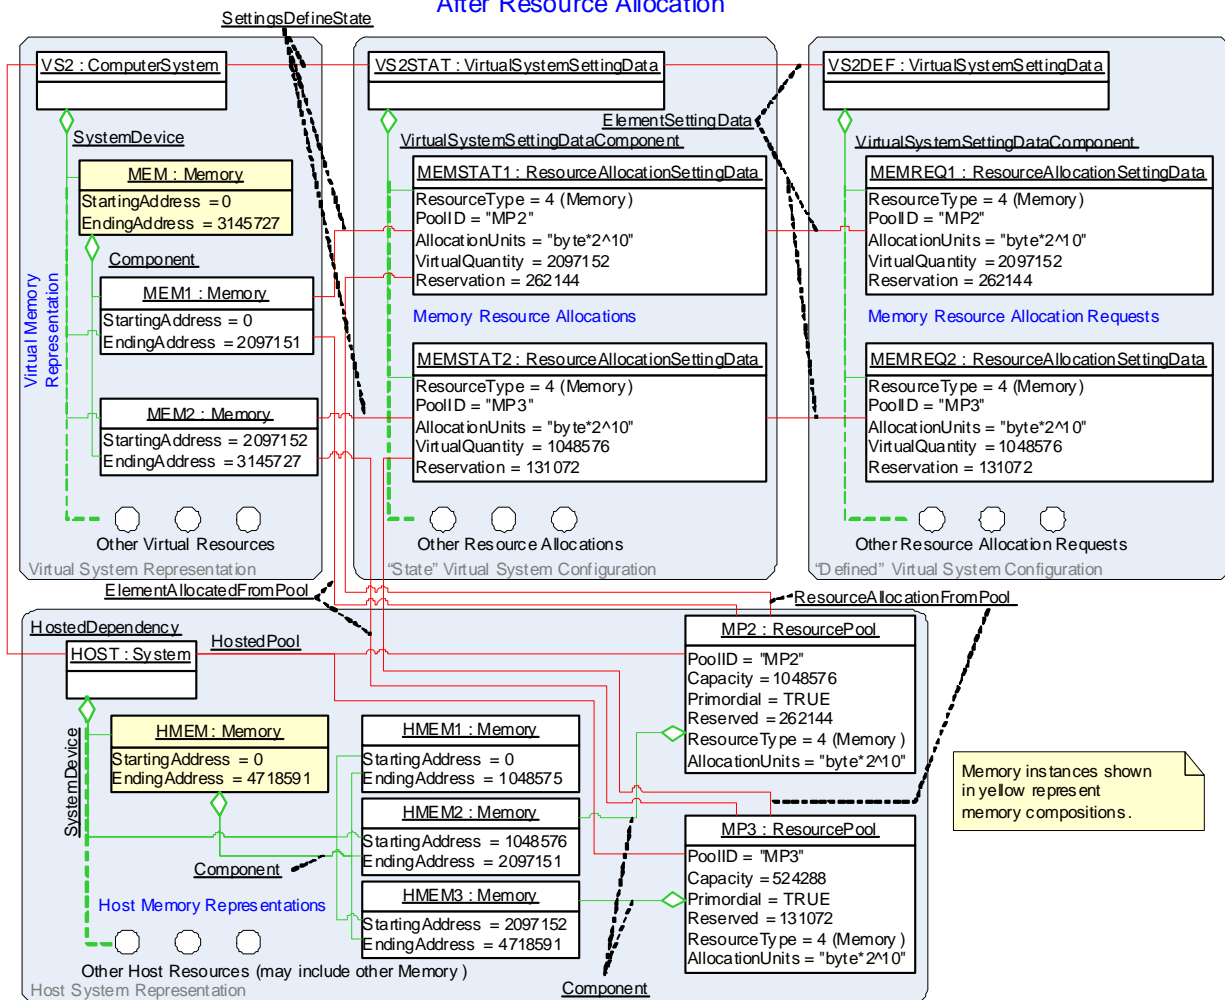 After Resource Allocation
SettingsDefineState
VS2 : ComputerSystem
SystemDevice
MEM : Memory
StartingAddress = 0
EndingAddress = 3145727
Component
MEM1 : Memory
StartingAddress = 0
EndingAddress = 2097151
Virtual Memory
Representation
MEM2 : Memory
StartingAddress = 2097152
EndingAddress = 3145727
Other Virtual Resources
Virtual System Representation
VS2STAT : VirtualSystemSettingData
ElementSettingData
VirtualSystemSettingDataComponent
MEMSTAT1 : ResourceAllocationSettingData
ResourceType = 4 (Memory)
PoolID = "MP2"
AllocationUnits = "byte*2^10"
VirtualQuantity = 2097152
Reservation = 262144
Memory Resource Allocations
MEMSTAT2 : ResourceAllocationSettingData
ResourceType = 4 (Memory)
PoolID = "MP3"
AllocationUnits = "byte*2^10"
VirtualQuantity = 1048576
Reservation = 131072
Other Resource Allocations
"State" Virtual System Configuration
VS2DEF : VirtualSystemSettingData
VirtualSystemSettingDataComponent
MEMREQ1 : ResourceAllocationSettingData
ResourceType = 4 (Memory)
PoolID = "MP2"
AllocationUnits = "byte*2^10"
VirtualQuantity = 2097152
Reservation = 262144
Memory Resource Allocation Requests
MEMREQ2 : ResourceAllocationSettingData
ResourceType = 4 (Memory)
PoolID = "MP3"
AllocationUnits = "byte*2^10"
VirtualQuantity = 1048576
Reservation = 131072
Other Resource Allocation Requests
"Defined" Virtual System Configuration
ElementAllocatedFromPool
ResourceAllocationFromPool
HostedDependency
HOST : System
HostedPool
SystemDevice
HMEM : Memory
StartingAddress = 0
EndingAddress = 4718591
Component
Host Memory Representations
Other Host Resources (may include other Memory)
Host System Representation
HMEM1 : Memory
StartingAddress = 0
EndingAddress = 1048575
HMEM2 : Memory
StartingAddress = 1048576
EndingAddress = 2097151
HMEM3 : Memory
StartingAddress = 2097152
EndingAddress = 4718591
Component
MP2 : ResourcePool
PoolID = "MP2"
Capacity = 1048576
Primordial = TRUE
Reserved = 262144
ResourceType = 4 (Memory)
AllocationUnits = "byte*2^10"
MP3 : ResourcePool
PoolID = "MP3"
Capacity = 524288
Primordial = TRUE
Reserved = 131072
ResourceType = 4 (Memory)
AllocationUnits = "byte*2^10"
Memory instances shown
in yellow represent
memory compositions.